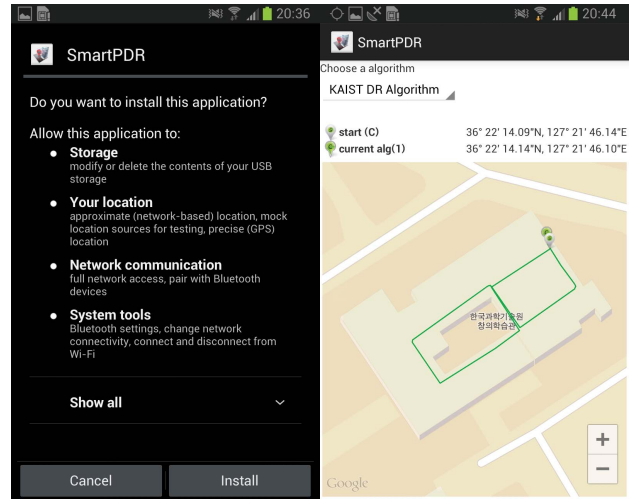 20:36
SmartPDR
Do you want to install this application?
Allow this application to:
● Storage
modify or delete the contents of your USB
storage
● Your location
approximate (network-based) location, mock
location sources for testing, precise (GPS)
location
● Network communication
full network access, pair with Bluetooth
devices
● System tools
Bluetooth settings, change network
connectivity, connect and disconnect from
Wi-Fi
Show all
Cancel
Install
20:44
SmartPDR
Choose a algorithm
KAIST DR Algorithm
start (C) 36° 22' 14.09"N, 127° 21' 46.14"E
current alg(1) 36° 22' 14.14"N, 127° 21' 46.10"E
한국과학기술원
창의학습관
+
−
Google